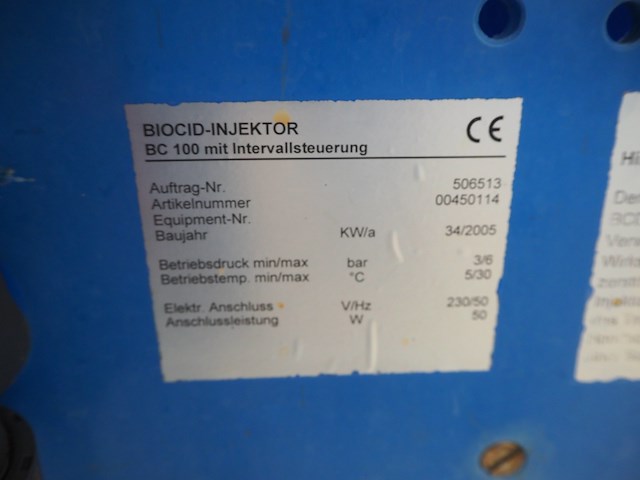 BIOCID-INJEKTOR CE
BC 100 mit Intervallsteuerung
Auftrag-Nr. 506513
Artikelnummer 00450114
Equipment-Nr.
Baujahr KW/a 34/2005
Betriebsdruck min/max bar 3/6
Betriebstemp. min/max °C 5/30
Elektr. Anschluss V/Hz 230/50
Anschlussleistung W 50